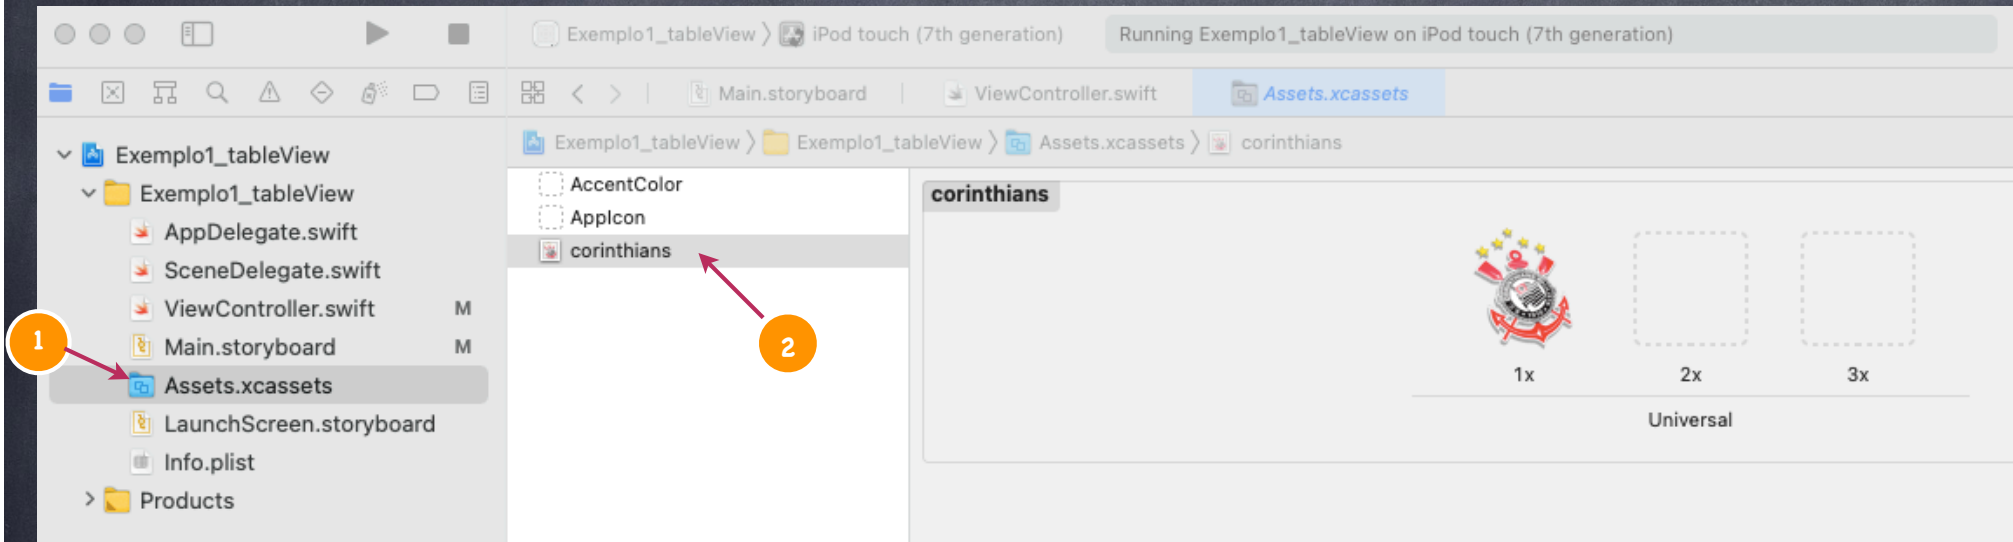 Exemplo1_tableView
iPod touch (7th generation)
Running Exemplo1_tableView on iPod touch (7th generation)
Main.storyboard
ViewController.swift
Assets.xcassets
Exemplo1_tableView
Exemplo1_tableView
Assets.xcassets
corinthians
Exemplo1_tableView
Exemplo1_tableView
AppDelegate.swift
SceneDelegate.swift
ViewController.swift M
Main.storyboard M
Assets.xcassets
LaunchScreen.storyboard
Info.plist
Products
1
AccentColor
AppIcon
corinthians
2
corinthians
1x
2x
3x
Universal